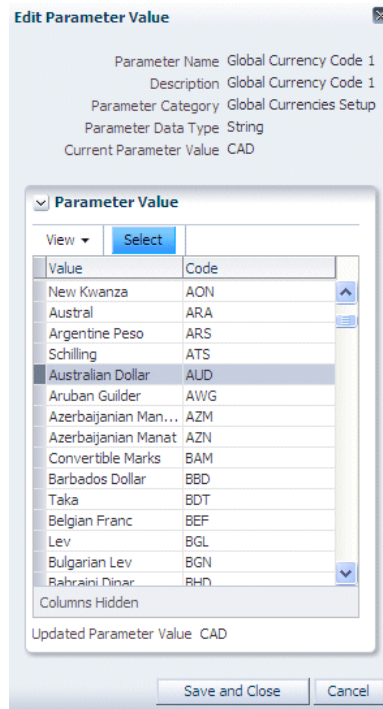 Edit Parameter Value
Parameter Name Global Currency Code 1
Description Global Currency Code 1
Parameter Category Global Currencies Setup
Parameter Data Type String
Current Parameter Value CAD
Parameter Value
View Select
Value Code
New Kwanza AON
Austral ARA
Argentine Peso ARS
Schilling ATS
Australian Dollar AUD
Aruban Guilder AWG
Azerbaijanian Man... AZM
Azerbaijanian Manat AZN
Convertible Marks BAM
Barbados Dollar BBD
Taka BDT
Belgian Franc BEF
Lev BGL
Bulgarian Lev BGN
Bahraini Dinar BHD
Columns Hidden
Updated Parameter Value CAD
Save and Close Cancel